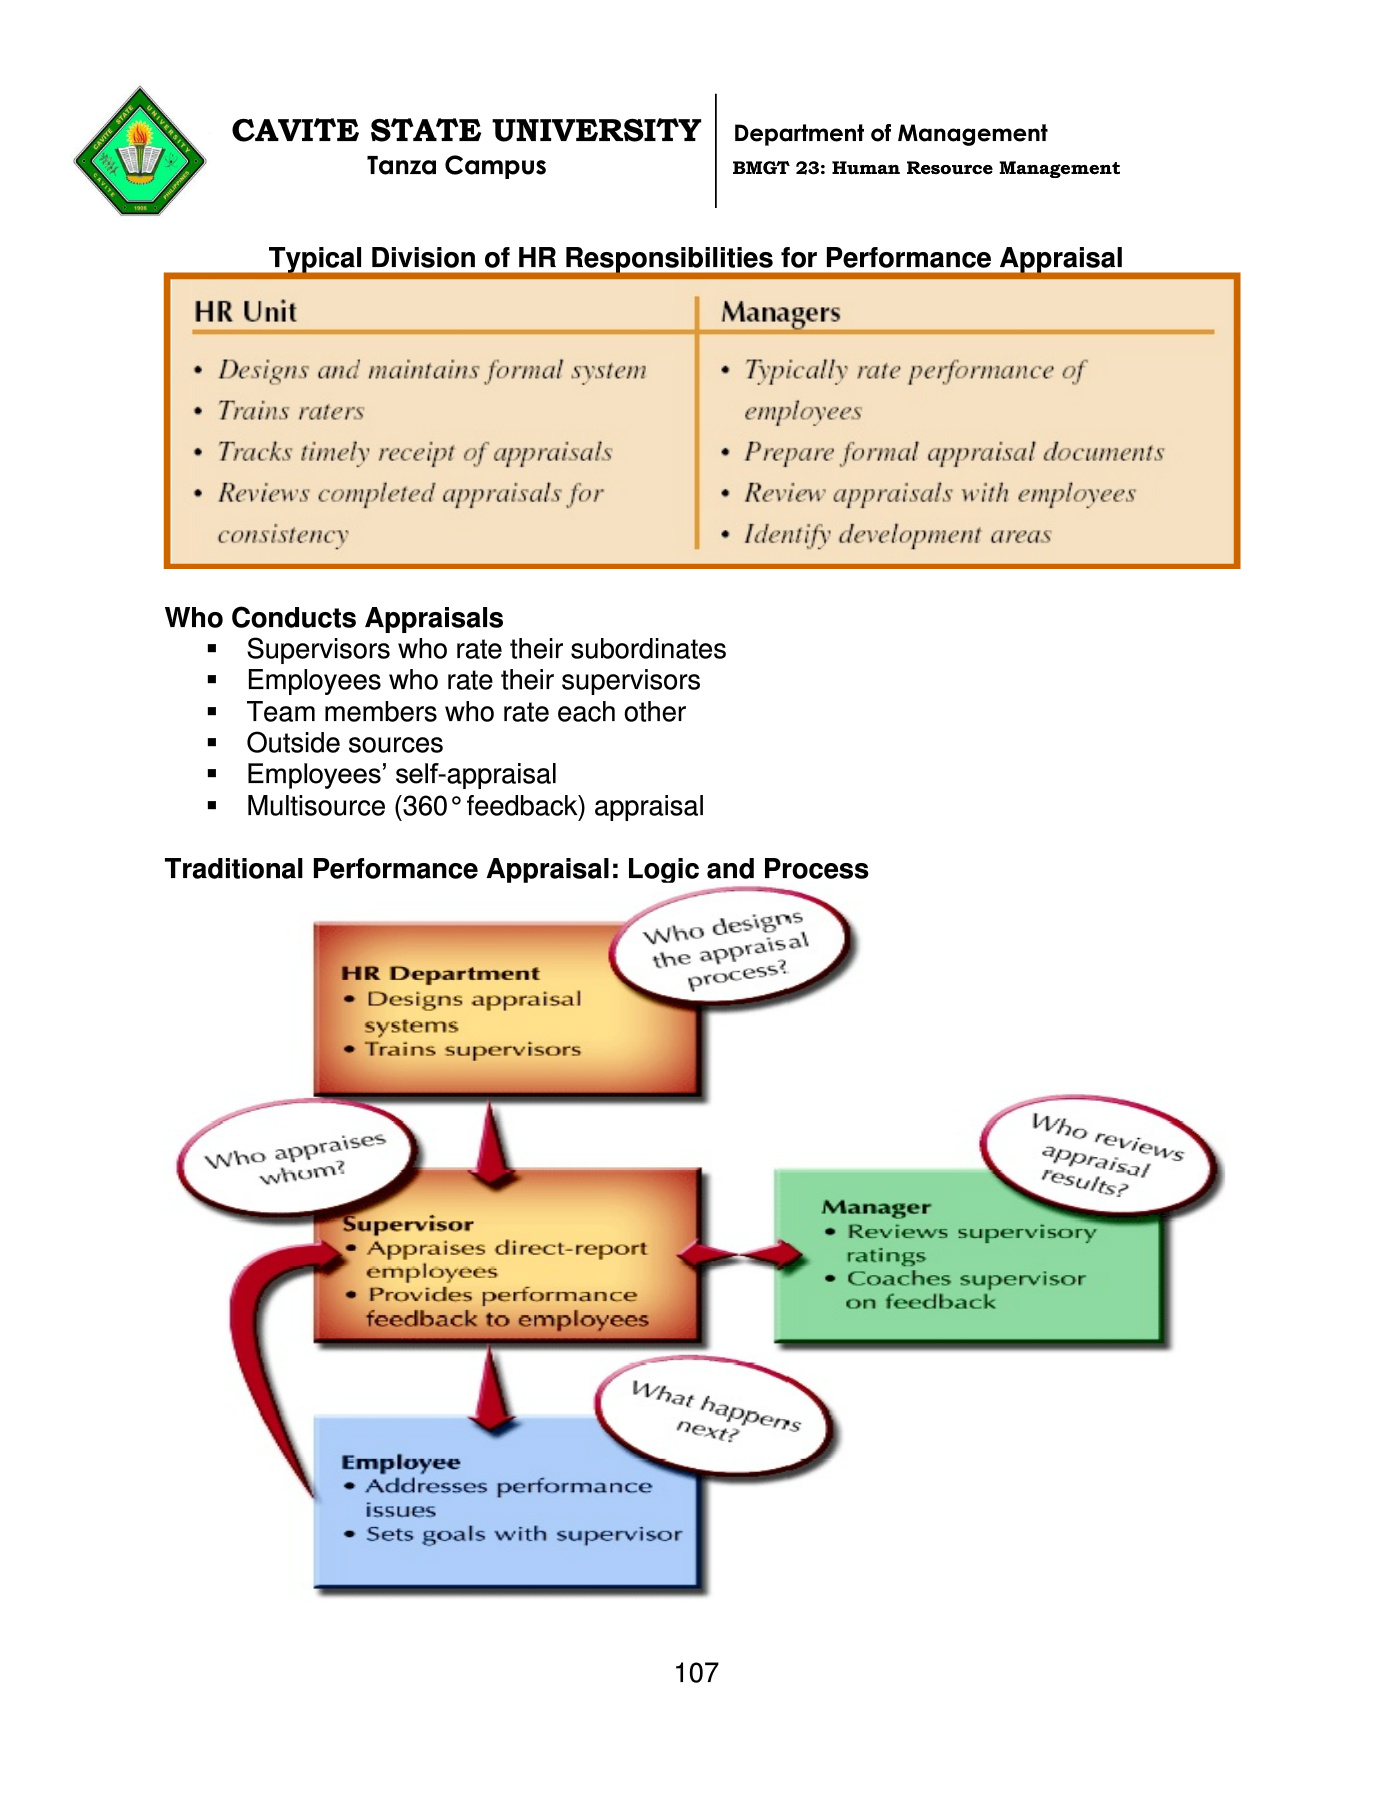 CAVITE STATE UNIVERSITY
Tanza Campus
Department of Management
BMGT 23: Human Resource Management
CAVITE STATE UNIVERSITY
CAVITE
PHILIPPINES
1906
Typical Division of HR Responsibilities for Performance Appraisal
HR Unit
• Designs and maintains formal system
• Trains raters
• Tracks timely receipt of appraisals
• Reviews completed appraisals for
consistency
Managers
• Typically rate performance of
employees
• Prepare formal appraisal documents
• Review appraisals with employees
• Identify development areas
Who Conducts Appraisals
▪ Supervisors who rate their subordinates
▪ Employees who rate their supervisors
▪ Team members who rate each other
▪ Outside sources
▪ Employees’ self-appraisal
▪ Multisource (360° feedback) appraisal
Traditional Performance Appraisal: Logic and Process
Who designs
the appraisal
process?
HR Department
• Designs appraisal
systems
• Trains supervisors
Who appraises
whom?
Supervisor
• Appraises direct-report
employees
• Provides performance
feedback to employees
Who reviews
appraisal
results?
Manager
• Reviews supervisory
ratings
• Coaches supervisor
on feedback
What happens
next?
Employee
• Addresses performance
issues
• Sets goals with supervisor
107